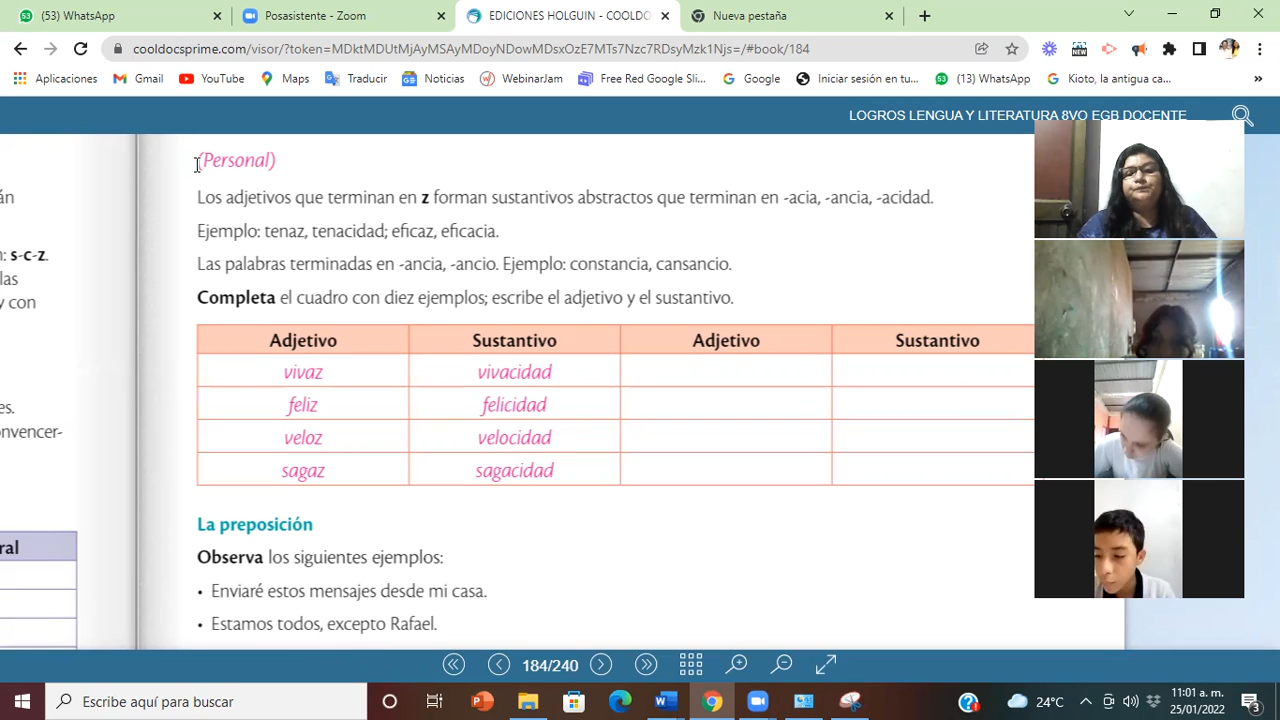 (53) WhatsApp
Posasistente - Zoom
EDICIONES HOLGUIN - COOLDO
Nueva pestaña
cooldocsprime.com/visor/?token=MDktMDUtMjAyMSAyMDoyNDowMDsxOzE7MTs7Nzc7RDsyMzk1Njs=/#book/184
Aplicaciones
Gmail
YouTube
Maps
Traducir
Noticias
WebinarJam
Free Red Google Sli...
Google
Iniciar sesión en tu...
(13) WhatsApp
Kioto, la antigua ca...
»
LOGROS LENGUA Y LITERATURA 8VO EGB DOCENTE
án
n: s-c-z.
las
y con
es.
onvencer-
ral
(Personal)
Los adjetivos que terminan en z forman sustantivos abstractos que terminan en -acia, -ancia, -acidad.
Ejemplo: tenaz, tenacidad; eficaz, eficacia.
Las palabras terminadas en -ancia, -ancio. Ejemplo: constancia, cansancio.
Completa el cuadro con diez ejemplos; escribe el adjetivo y el sustantivo.
Adjetivo Sustantivo Adjetivo Sustantivo
vivaz vivacidad
feliz felicidad
veloz velocidad
sagaz sagacidad
La preposición
Observa los siguientes ejemplos:
• Enviaré estos mensajes desde mi casa.
• Estamos todos, excepto Rafael.
184/240
Escribe aquí para buscar
24°C
11:01 a. m.
25/01/2022
3